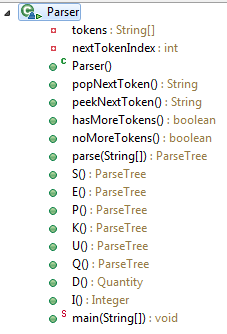 Parser
tokens : String[]
nextTokenIndex : int
Parser()
popNextToken() : String
peekNextToken() : String
hasMoreTokens() : boolean
noMoreTokens() : boolean
parse(String[]) : ParseTree
S() : ParseTree
E() : ParseTree
P() : ParseTree
K() : ParseTree
U() : ParseTree
Q() : ParseTree
D() : Quantity
I() : Integer
main(String[]) : void